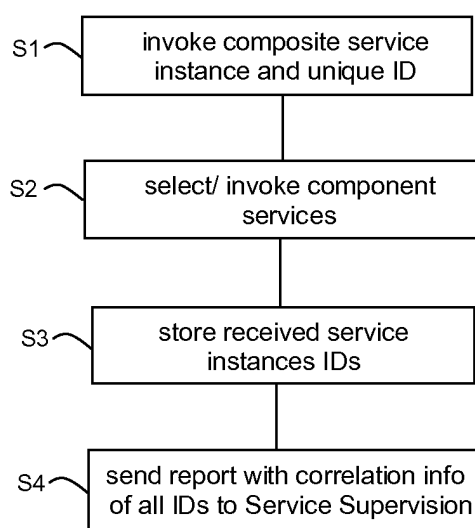 S1
invoke composite service
instance and unique ID
S2
select/ invoke component
services
S3
store received service
instances IDs
S4
send report with correlation info
of all IDs to Service Supervision